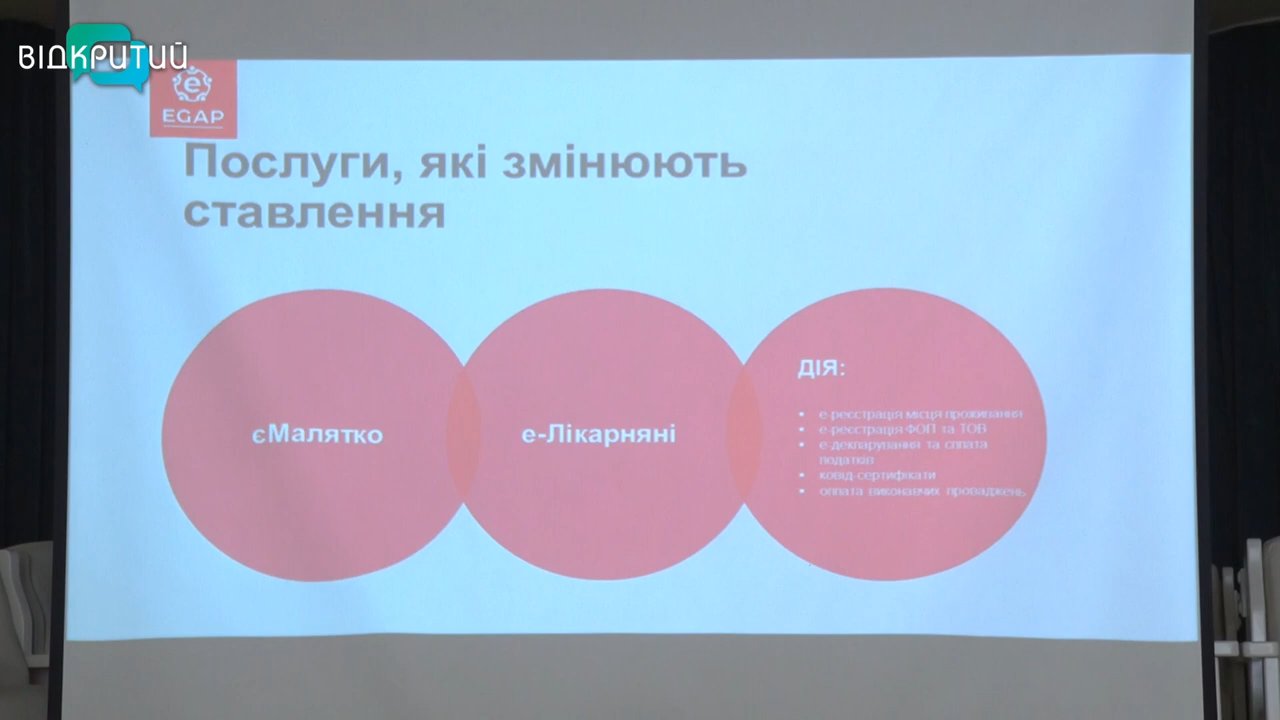 ВІДКРИТИЙ
e
EGAP
Послуги, які змінюють
ставлення
єМалятко
е-Лікарняні
ДІЯ:
• е-реєстрація місця проживання
• е-реєстрація ФОП та ТОВ
• е-декларування та сплата
податків
• ковід-сертифікати
• оплата виконавчих проваджень